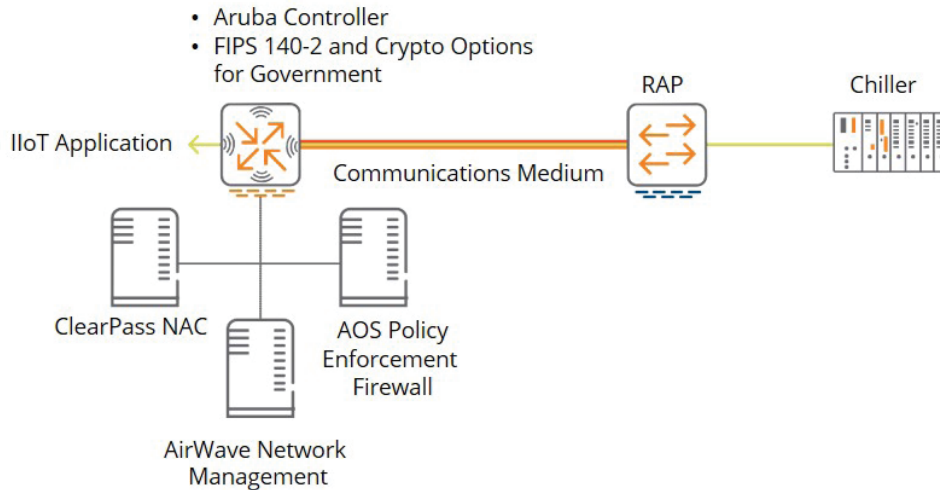 • Aruba Controller
• FIPS 140-2 and Crypto Options
for Government
RAP
Chiller
IIoT Application
Communications Medium
ClearPass NAC
AOS Policy
Enforcement
Firewall
AirWave Network
Management